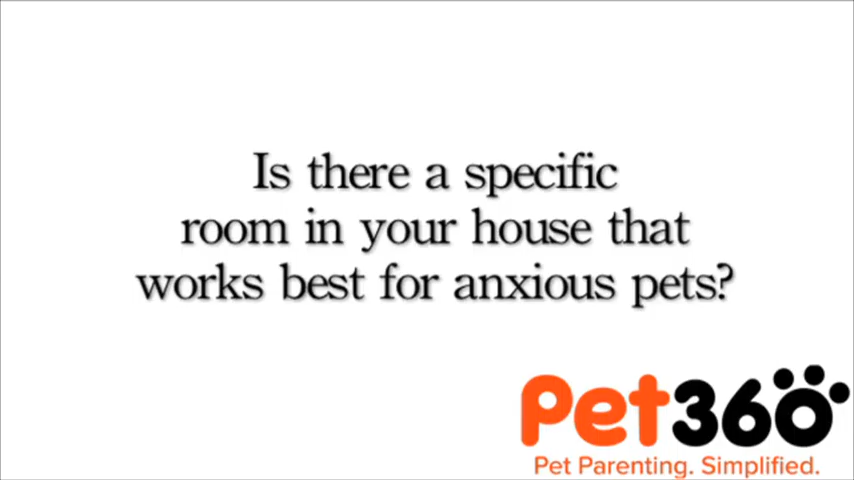 Is there a specific
room in your house that
works best for anxious pets?
Pet360
Pet Parenting. Simplified.